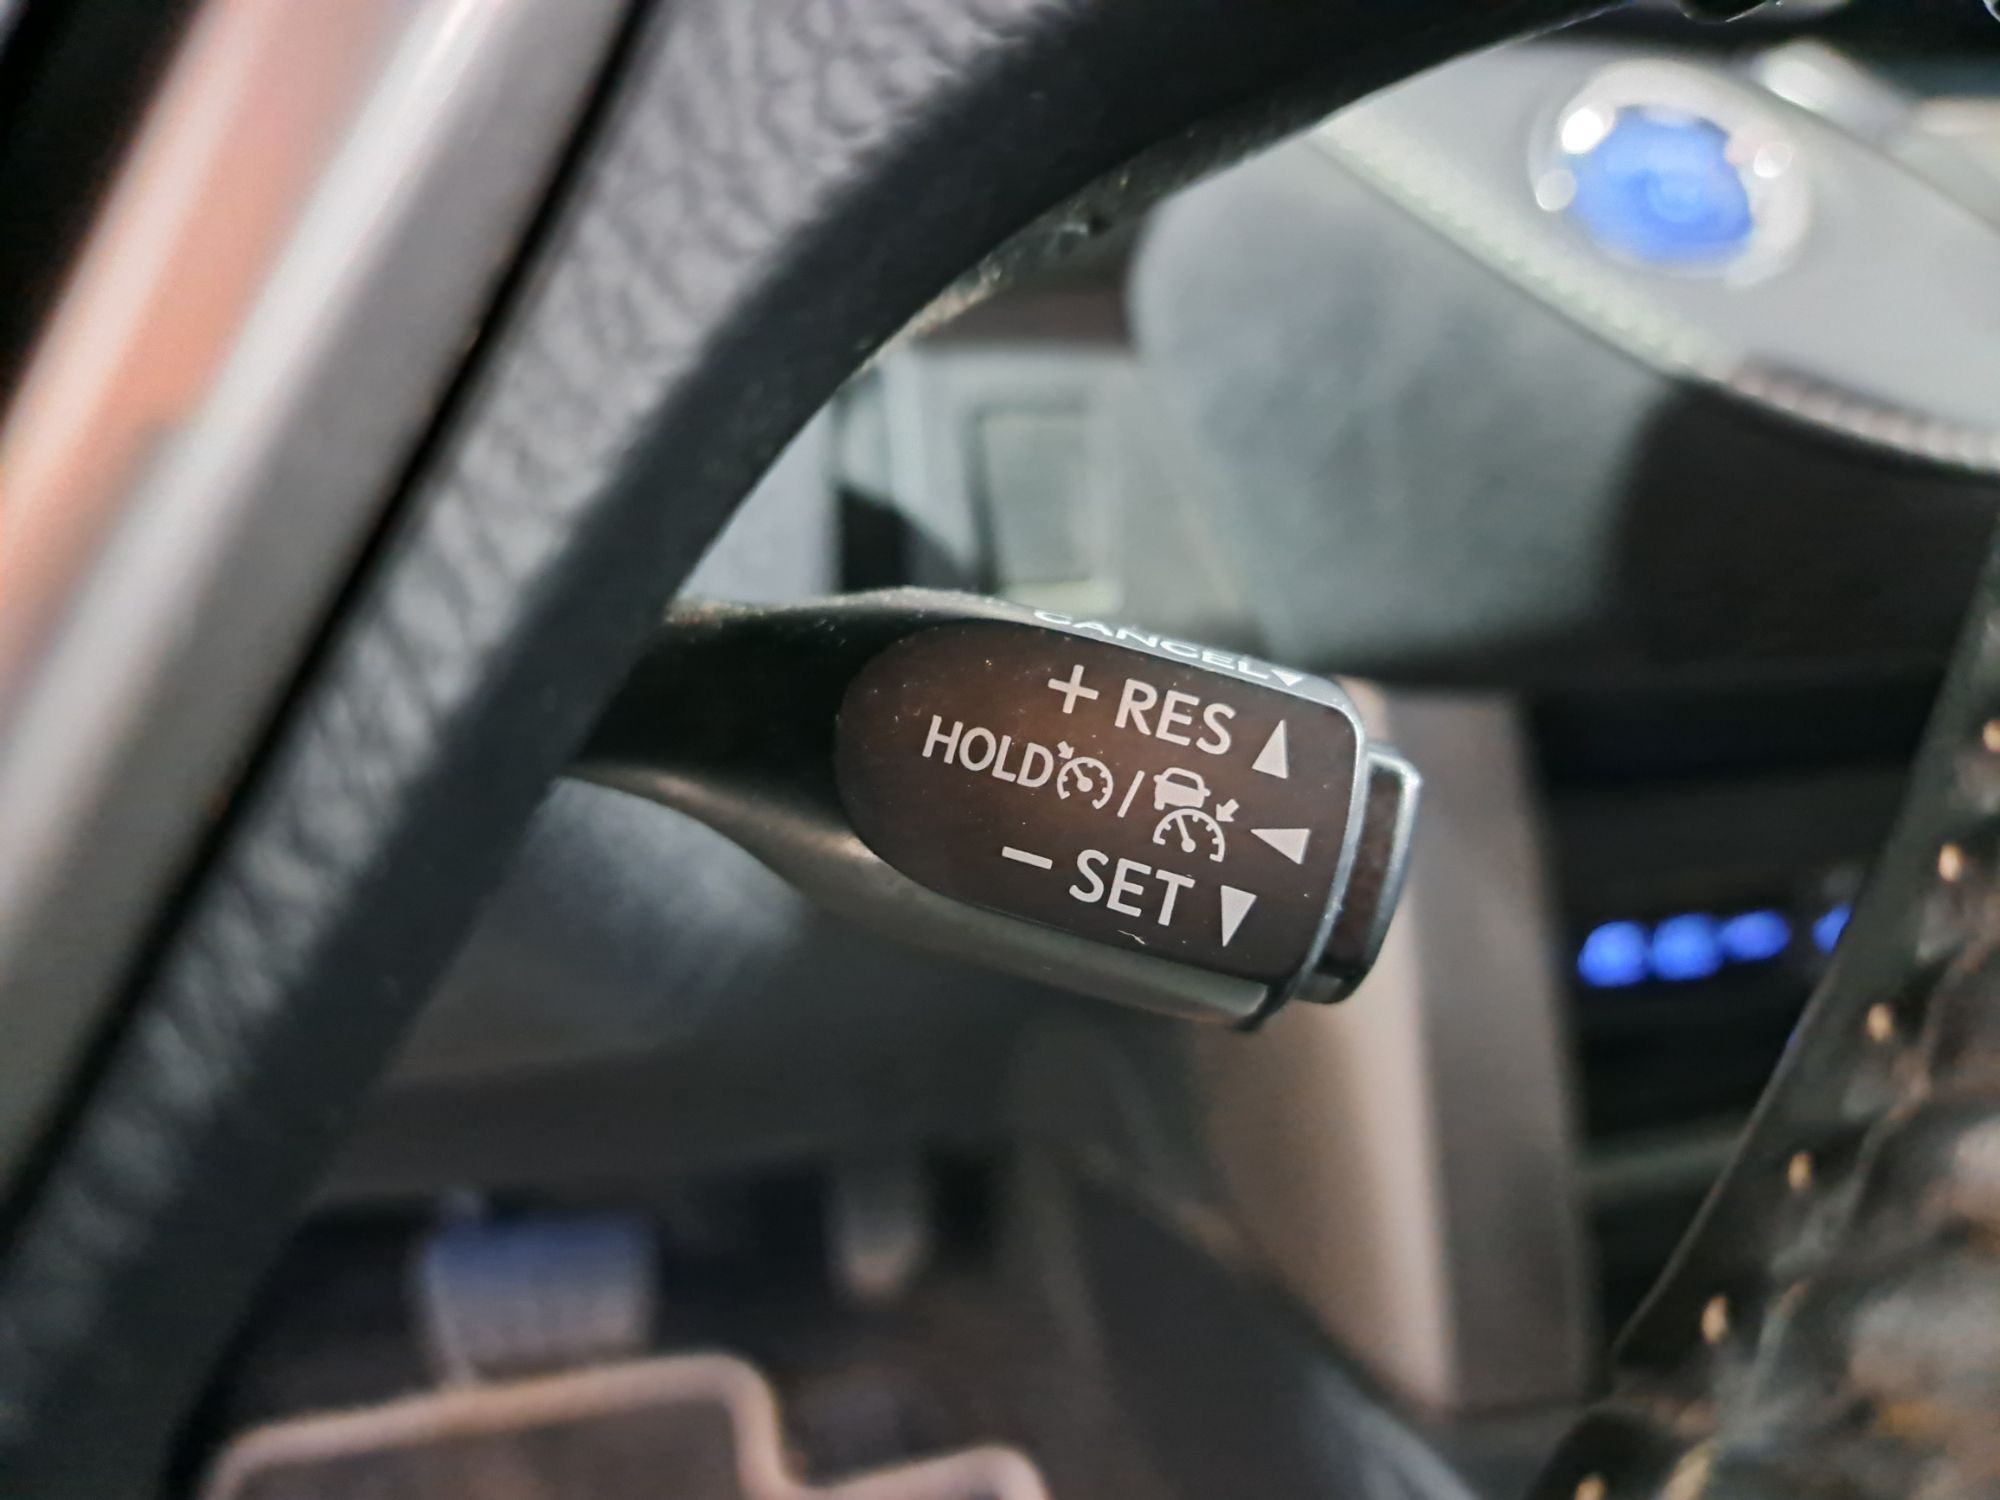 CANCEL▼
+ RES ▲
HOLD / ◀
− SET ▼